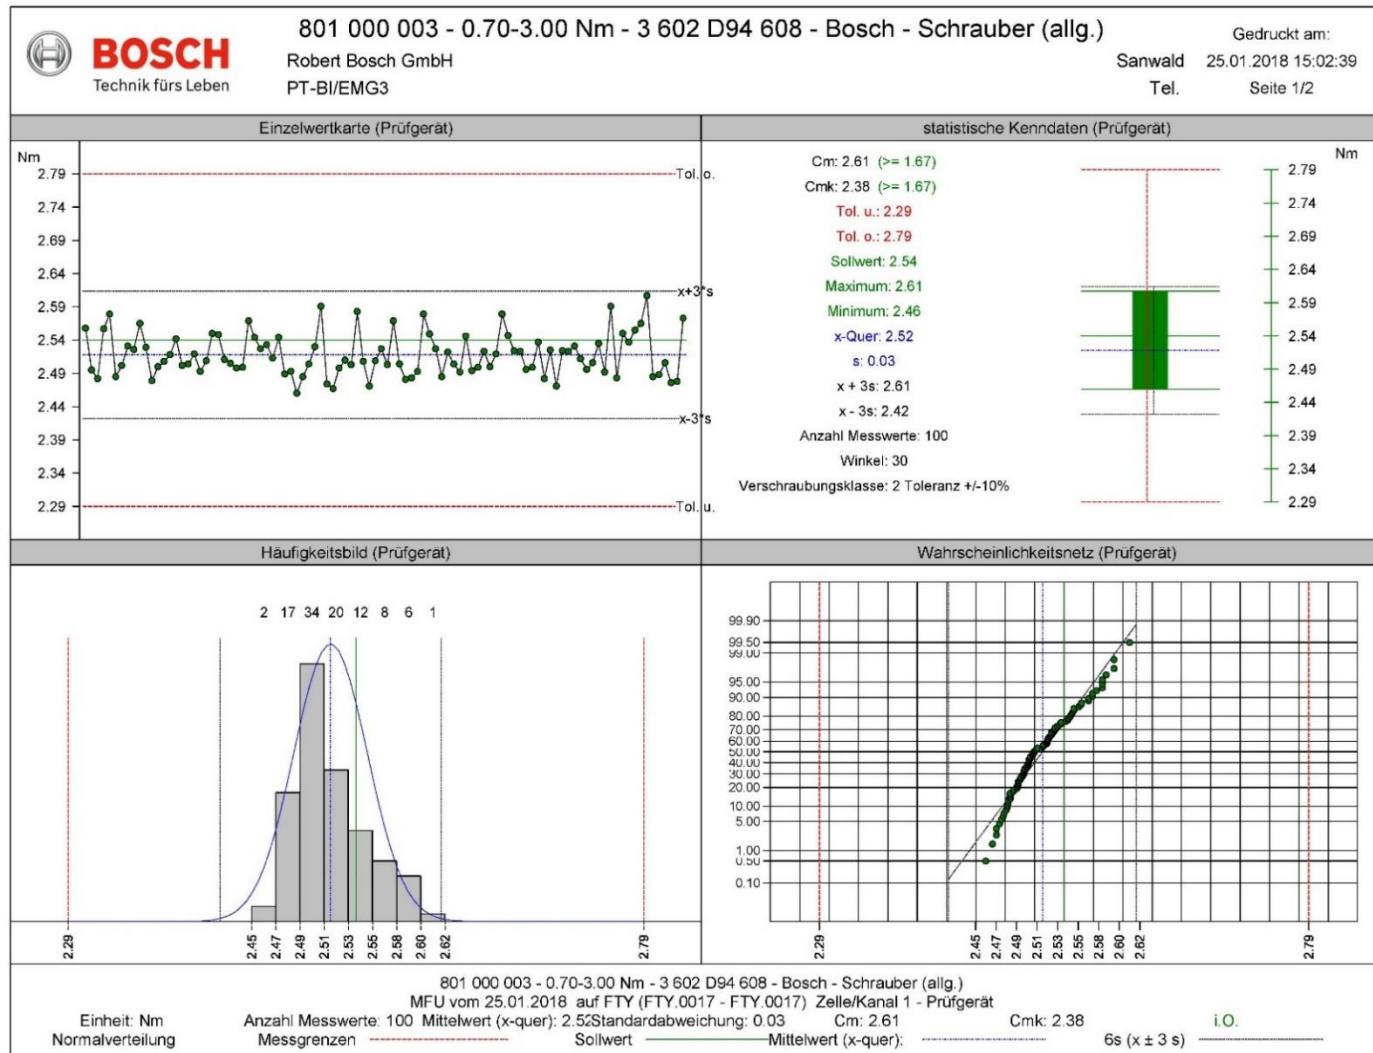 801 000 003 - 0.70-3.00 Nm - 3 602 D94 608 - Bosch - Schrauber (allg.)
Gedruckt am:
BOSCH
Technik fürs Leben
Robert Bosch GmbH
Sanwald 25.01.2018 15:02:39
PT-BI/EMG3
Tel. Seite 1/2
Einzelwertkarte (Prüfgerät)
Nm
2.79
2.74
2.69
2.64
2.59
2.54
2.49
2.44
2.39
2.34
2.29
Tol. o.
x+3*s
x-3*s
Tol. u.
statistische Kenndaten (Prüfgerät)
Cm: 2.61 (>= 1.67)
Cmk: 2.38 (>= 1.67)
Tol. u.: 2.29
Tol. o.: 2.79
Sollwert: 2.54
Maximum: 2.61
Minimum: 2.46
x-Quer: 2.52
s: 0.03
x + 3s: 2.61
x - 3s: 2.42
Anzahl Messwerte: 100
Winkel: 30
Verschraubungsklasse: 2 Toleranz +/-10%
Nm
2.79
2.74
2.69
2.64
2.59
2.54
2.49
2.44
2.39
2.34
2.29
Häufigkeitsbild (Prüfgerät)
2 17 34 20 12 8 6 1
2.29 2.45 2.47 2.49 2.51 2.53 2.55 2.58 2.60 2.62 2.79
Wahrscheinlichkeitsnetz (Prüfgerät)
99.90
99.50
99.00
95.00
90.00
80.00
70.00
60.00
50.00
40.00
30.00
20.00
10.00
5.00
1.00
0.50
0.10
2.29 2.45 2.47 2.49 2.51 2.53 2.55 2.58 2.60 2.62 2.79
801 000 003 - 0.70-3.00 Nm - 3 602 D94 608 - Bosch - Schrauber (allg.)
MFU vom 25.01.2018 auf FTY (FTY.0017 - FTY.0017) Zelle/Kanal 1 - Prüfgerät
Einheit: Nm Anzahl Messwerte: 100 Mittelwert (x-quer): 2.52 Standardabweichung: 0.03 Cm: 2.61 Cmk: 2.38 i.O.
Normalverteilung Messgrenzen Sollwert Mittelwert (x-quer): 6s (x ± 3 s)